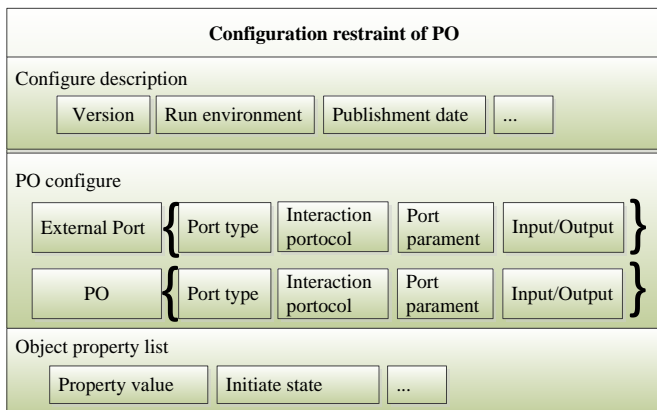 Configuration restraint of PO
Configure description
Version Run environment Publishment date ...
PO configure
External Port { Port type Interaction portocol Port parament Input/Output }
PO { Port type Interaction portocol Port parament Input/Output }
Object property list
Property value Initiate state ...